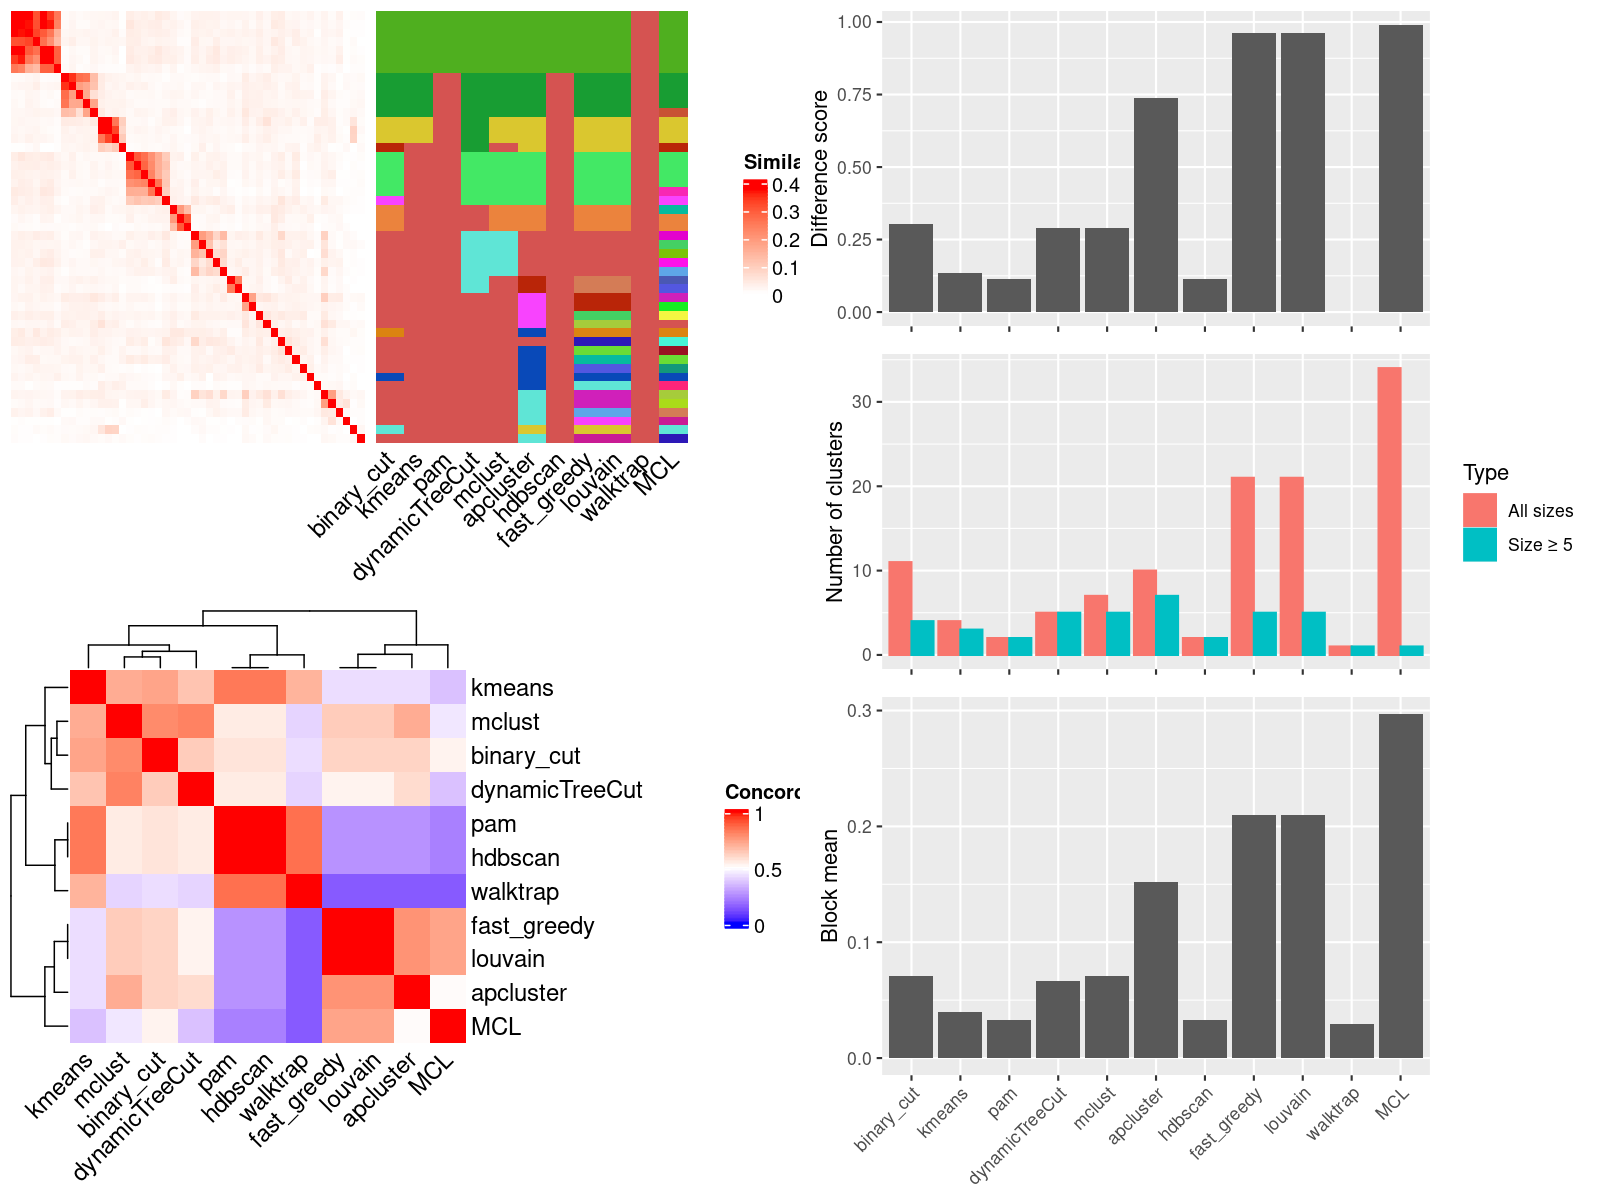 Simila
0.4
0.3
0.2
0.1
0
binary_cut
kmeans
pam
dynamicTreeCut
mclust
apcluster
hdbscan
fast_greedy
louvain
walktrap
MCL
kmeans
mclust
binary_cut
dynamicTreeCut
pam
hdbscan
walktrap
fast_greedy
louvain
apcluster
MCL
kmeans
mclust
binary_cut
dynamicTreeCut
pam
hdbscan
walktrap
fast_greedy
louvain
apcluster
MCL
Concord
1
0.5
0
Difference score
1.00
0.75
0.50
0.25
0.00
Number of clusters
30
20
10
0
Type
All sizes
Size ≥ 5
Block mean
0.3
0.2
0.1
0.0
binary_cut
kmeans
pam
dynamicTreeCut
mclust
apcluster
hdbscan
fast_greedy
louvain
walktrap
MCL